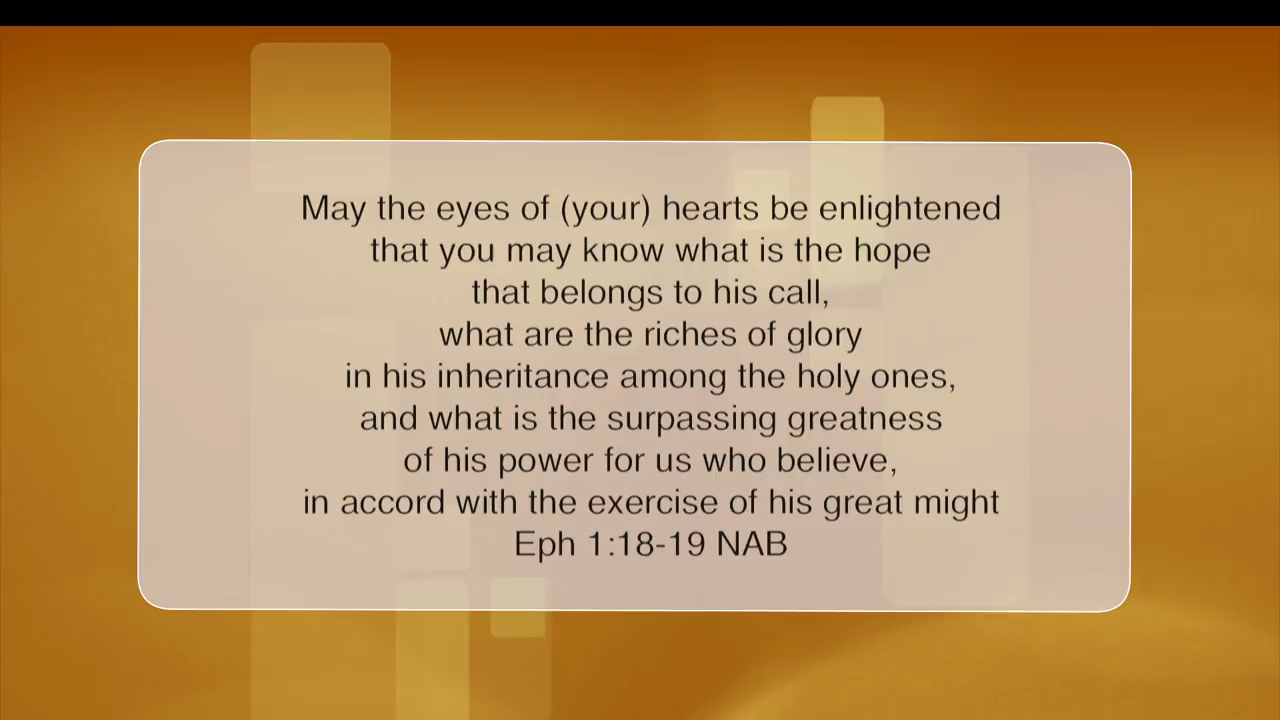 May the eyes of (your) hearts be enlightened
that you may know what is the hope
that belongs to his call,
what are the riches of glory
in his inheritance among the holy ones,
and what is the surpassing greatness
of his power for us who believe,
in accord with the exercise of his great might
Eph 1:18-19 NAB